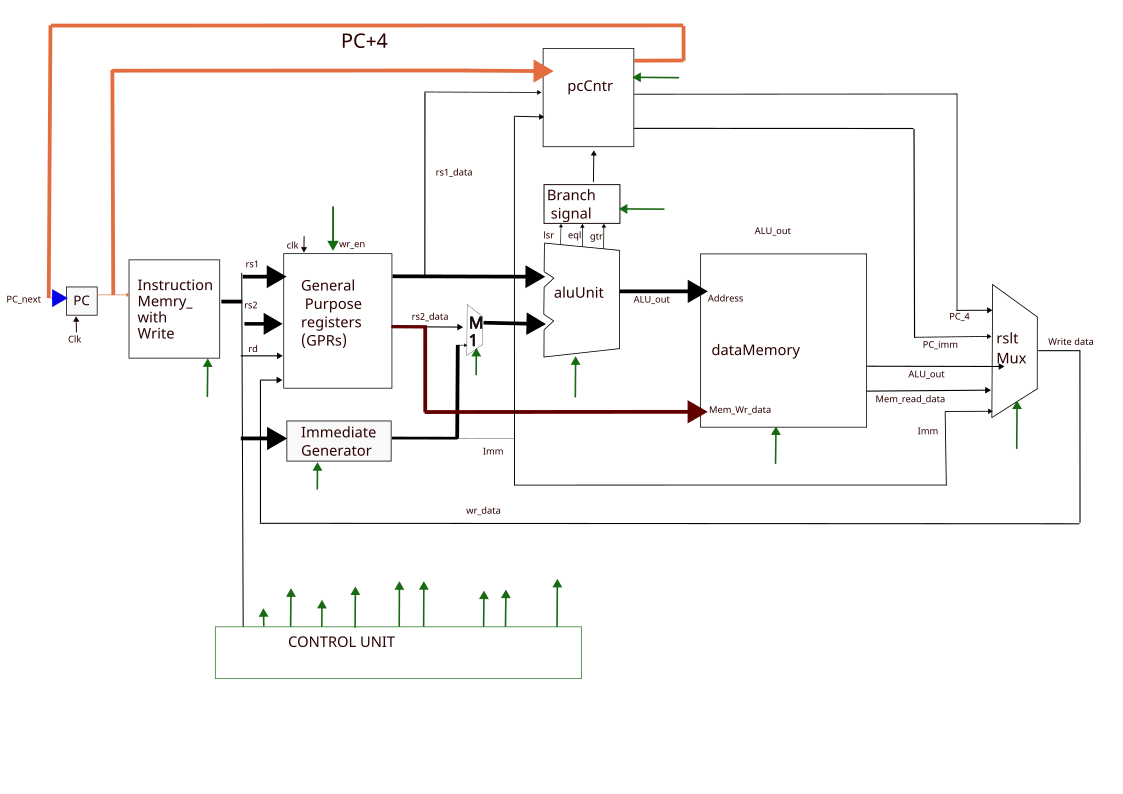 PC+4
pcCntr
rs1_data
Branch
signal
lsr
eql
gtr
ALU_out
clk
wr_en
rs1
Instruction
Memry_
with
Write
General
Purpose
registers
(GPRs)
aluUnit
PC_next
PC
Clk
rs2
rd
rs2_data
M
1
ALU_out
Address
dataMemory
Mem_Wr_data
PC_4
PC_imm
rslt
Mux
ALU_out
Mem_read_data
Imm
Write data
Immediate
Generator
Imm
wr_data
CONTROL UNIT